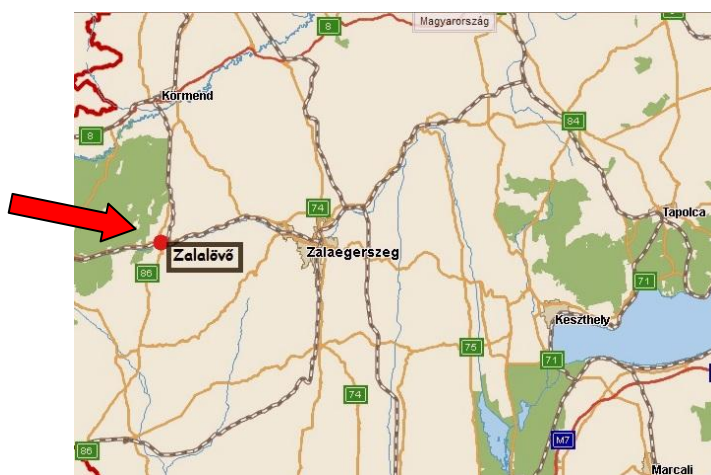 Magyarország
8
Körmend
84
8
74
Tapolca
Zalalövő
Zalaegerszeg
86
71
Keszthely
75
71
74
86
M7
Marcali